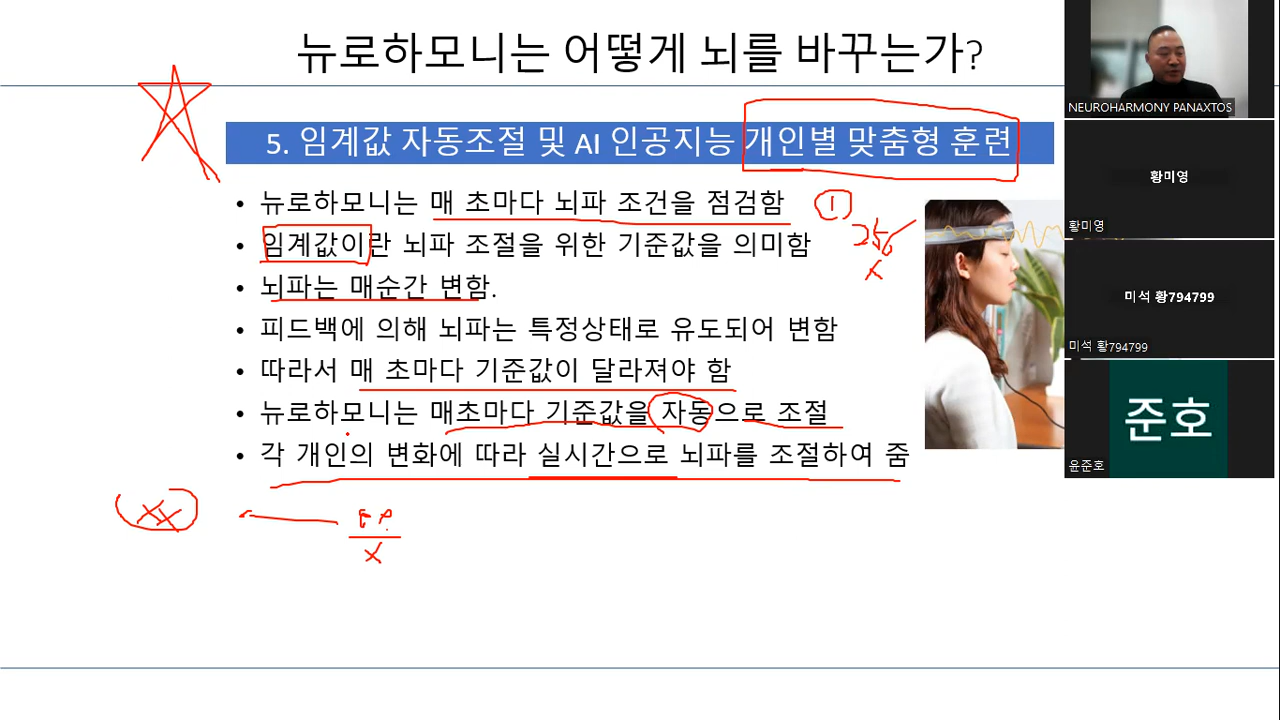 뉴로하모니는 어떻게 뇌를 바꾸는가?
5. 임계값 자동조절 및 AI 인공지능 개인별 맞춤형 훈련
• 뉴로하모니는 매 초마다 뇌파 조건을 점검함 ①
• 임계값이란 뇌파 조절을 위한 기준값을 의미함
• 뇌파는 매순간 변함.
• 피드백에 의해 뇌파는 특정상태로 유도되어 변함
• 따라서 매 초마다 기준값이 달라져야 함
• 뉴로하모니는 매초마다 기준값을 자동으로 조절
• 각 개인의 변화에 따라 실시간으로 뇌파를 조절하여 줌
NEUROHARMONY PANAXTOS
황미영
황미영
미석 황794799
미석 황794799
준호
윤준호